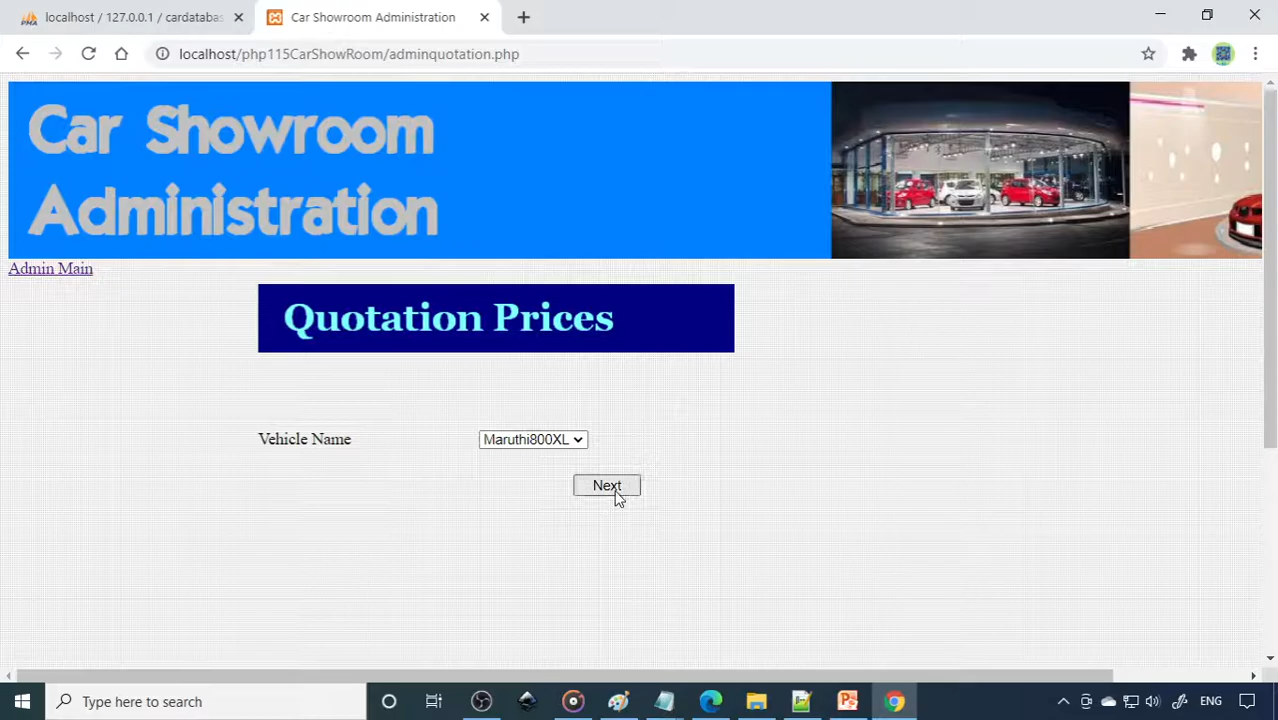 localhost / 127.0.0.1 / cardatabas
Car Showroom Administration
localhost/php115CarShowRoom/adminquotation.php
Car Showroom
Administration
Admin Main
Quotation Prices
Vehicle Name
Maruthi800XL
Next
Type here to search
ENG